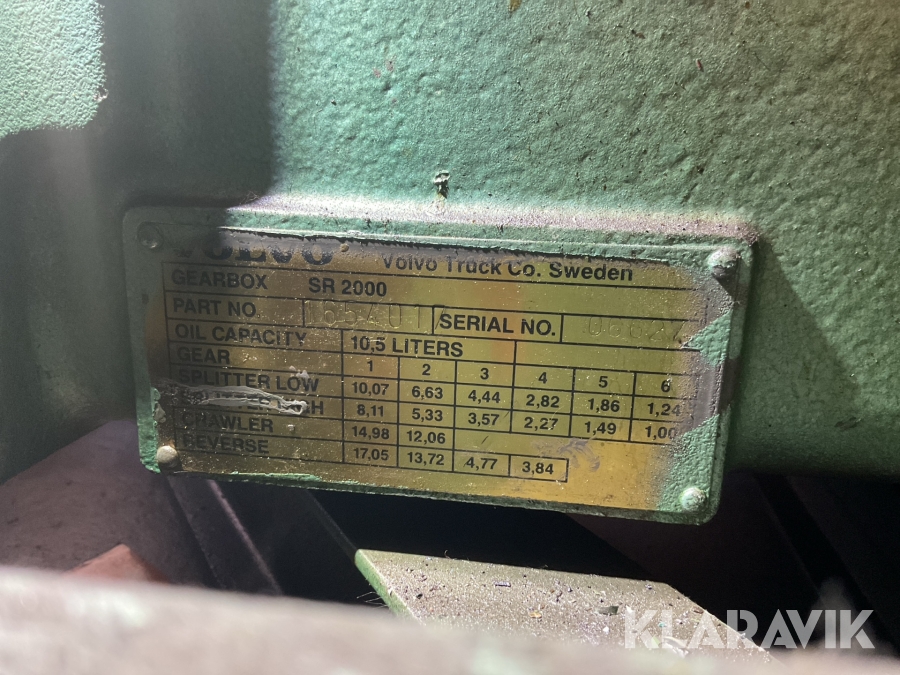 VOLVO Volvo Truck Co. Sweden
GEARBOX SR 2000
PART NO. SERIAL NO.
OIL CAPACITY 10,5 LITERS
GEAR 1 2 3 4 5 6
SPLITTER LOW 10,07 6,63 4,44 2,82 1,86 1,24
8,11 5,33 3,57 2,27 1,49 1,00
CRAWLER 14,98 12,06
REVERSE 17,05 13,72 4,77 3,84
KLARAVIK